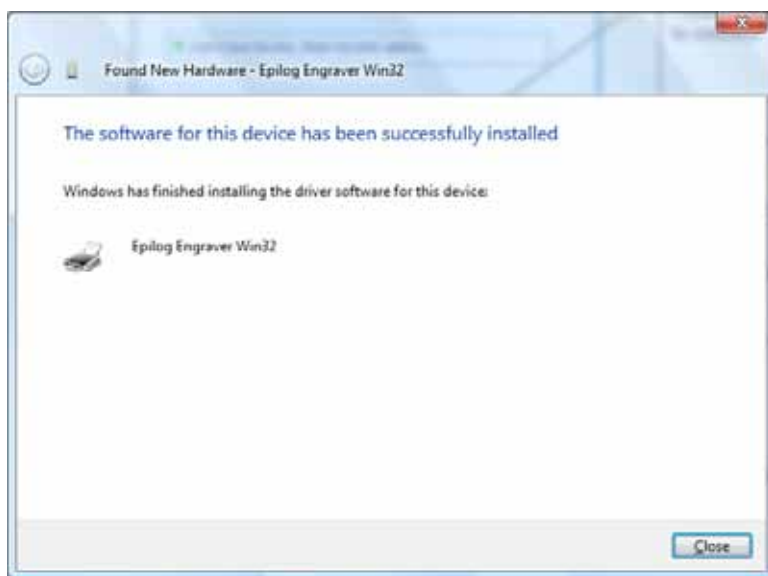 Found New Hardware - Epilog Engraver Win32
The software for this device has been successfully installed
Windows has finished installing the driver software for this device:
Epilog Engraver Win32
Close